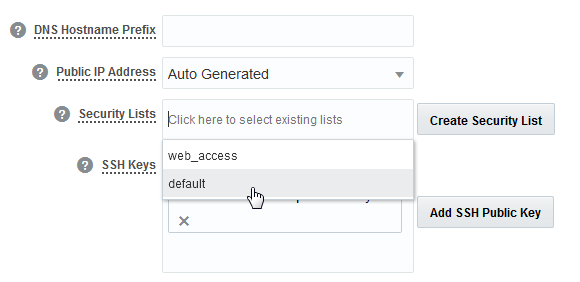 ? DNS Hostname Prefix
? Public IP Address Auto Generated
? Security Lists Click here to select existing lists Create Security List
web_access
? SSH Keys
default
Add SSH Public Key